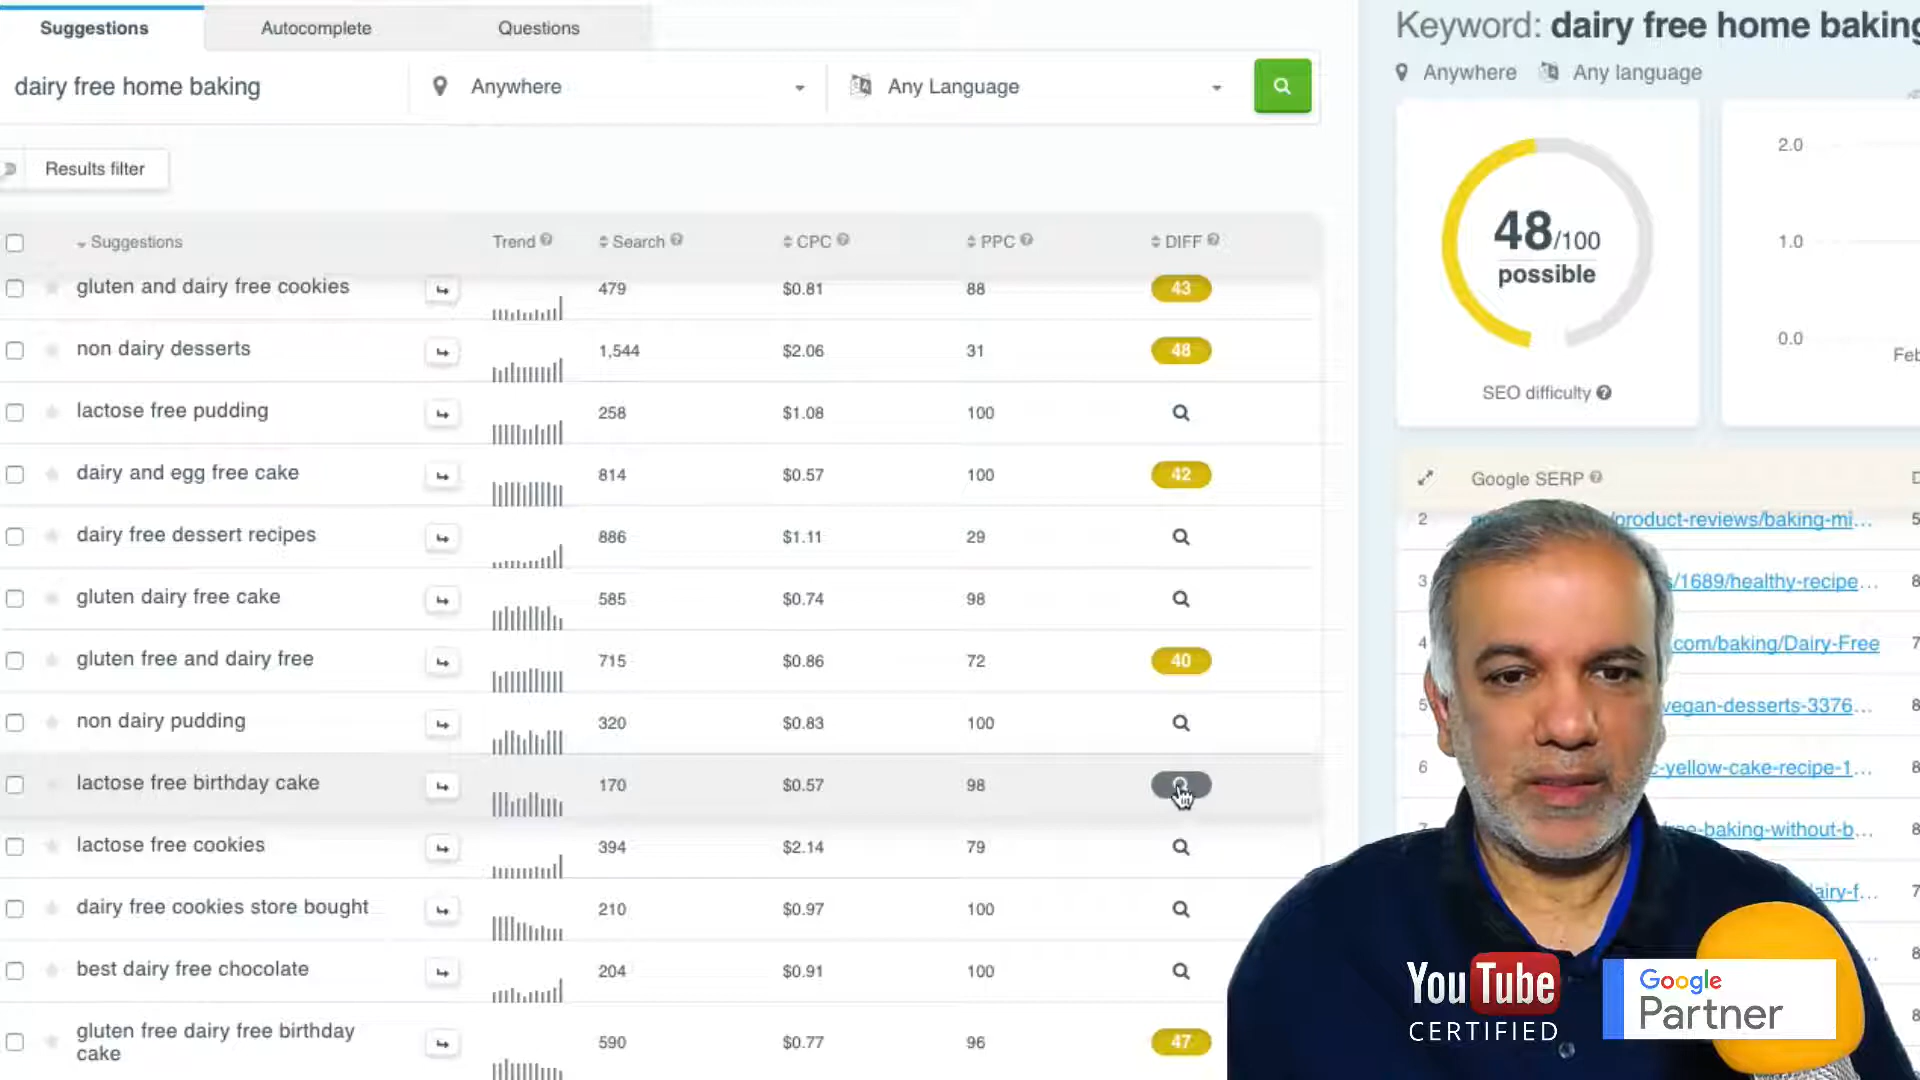 Suggestions Autocomplete Questions
dairy free home baking Anywhere Any Language
Results filter
Suggestions Trend Search CPC PPC DIFF
gluten and dairy free cookies 479 $0.81 88 43
non dairy desserts 1,544 $2.06 31 48
lactose free pudding 258 $1.08 100
dairy and egg free cake 814 $0.57 100 42
dairy free dessert recipes 886 $1.11 29
gluten dairy free cake 585 $0.74 98
gluten free and dairy free 715 $0.86 72 40
non dairy pudding 320 $0.83 100
lactose free birthday cake 170 $0.57 98
lactose free cookies 394 $2.14 79
dairy free cookies store bought 210 $0.97 100
best dairy free chocolate 204 $0.91 100
gluten free dairy free birthday
cake 590 $0.77 96 47
Keyword: dairy free home baking
Anywhere Any language
48/100
possible
SEO difficulty
2.0
1.0
0.0
Feb
Google SERP
2 /product-reviews/baking-mi...
3 s/1689/healthy-recipe...
4 .com/baking/Dairy-Free
5 vegan-desserts-3376...
6 c-yellow-cake-recipe-1...
7 -baking-without-b...
airy-f...
YouTube
CERTIFIED
Google
Partner